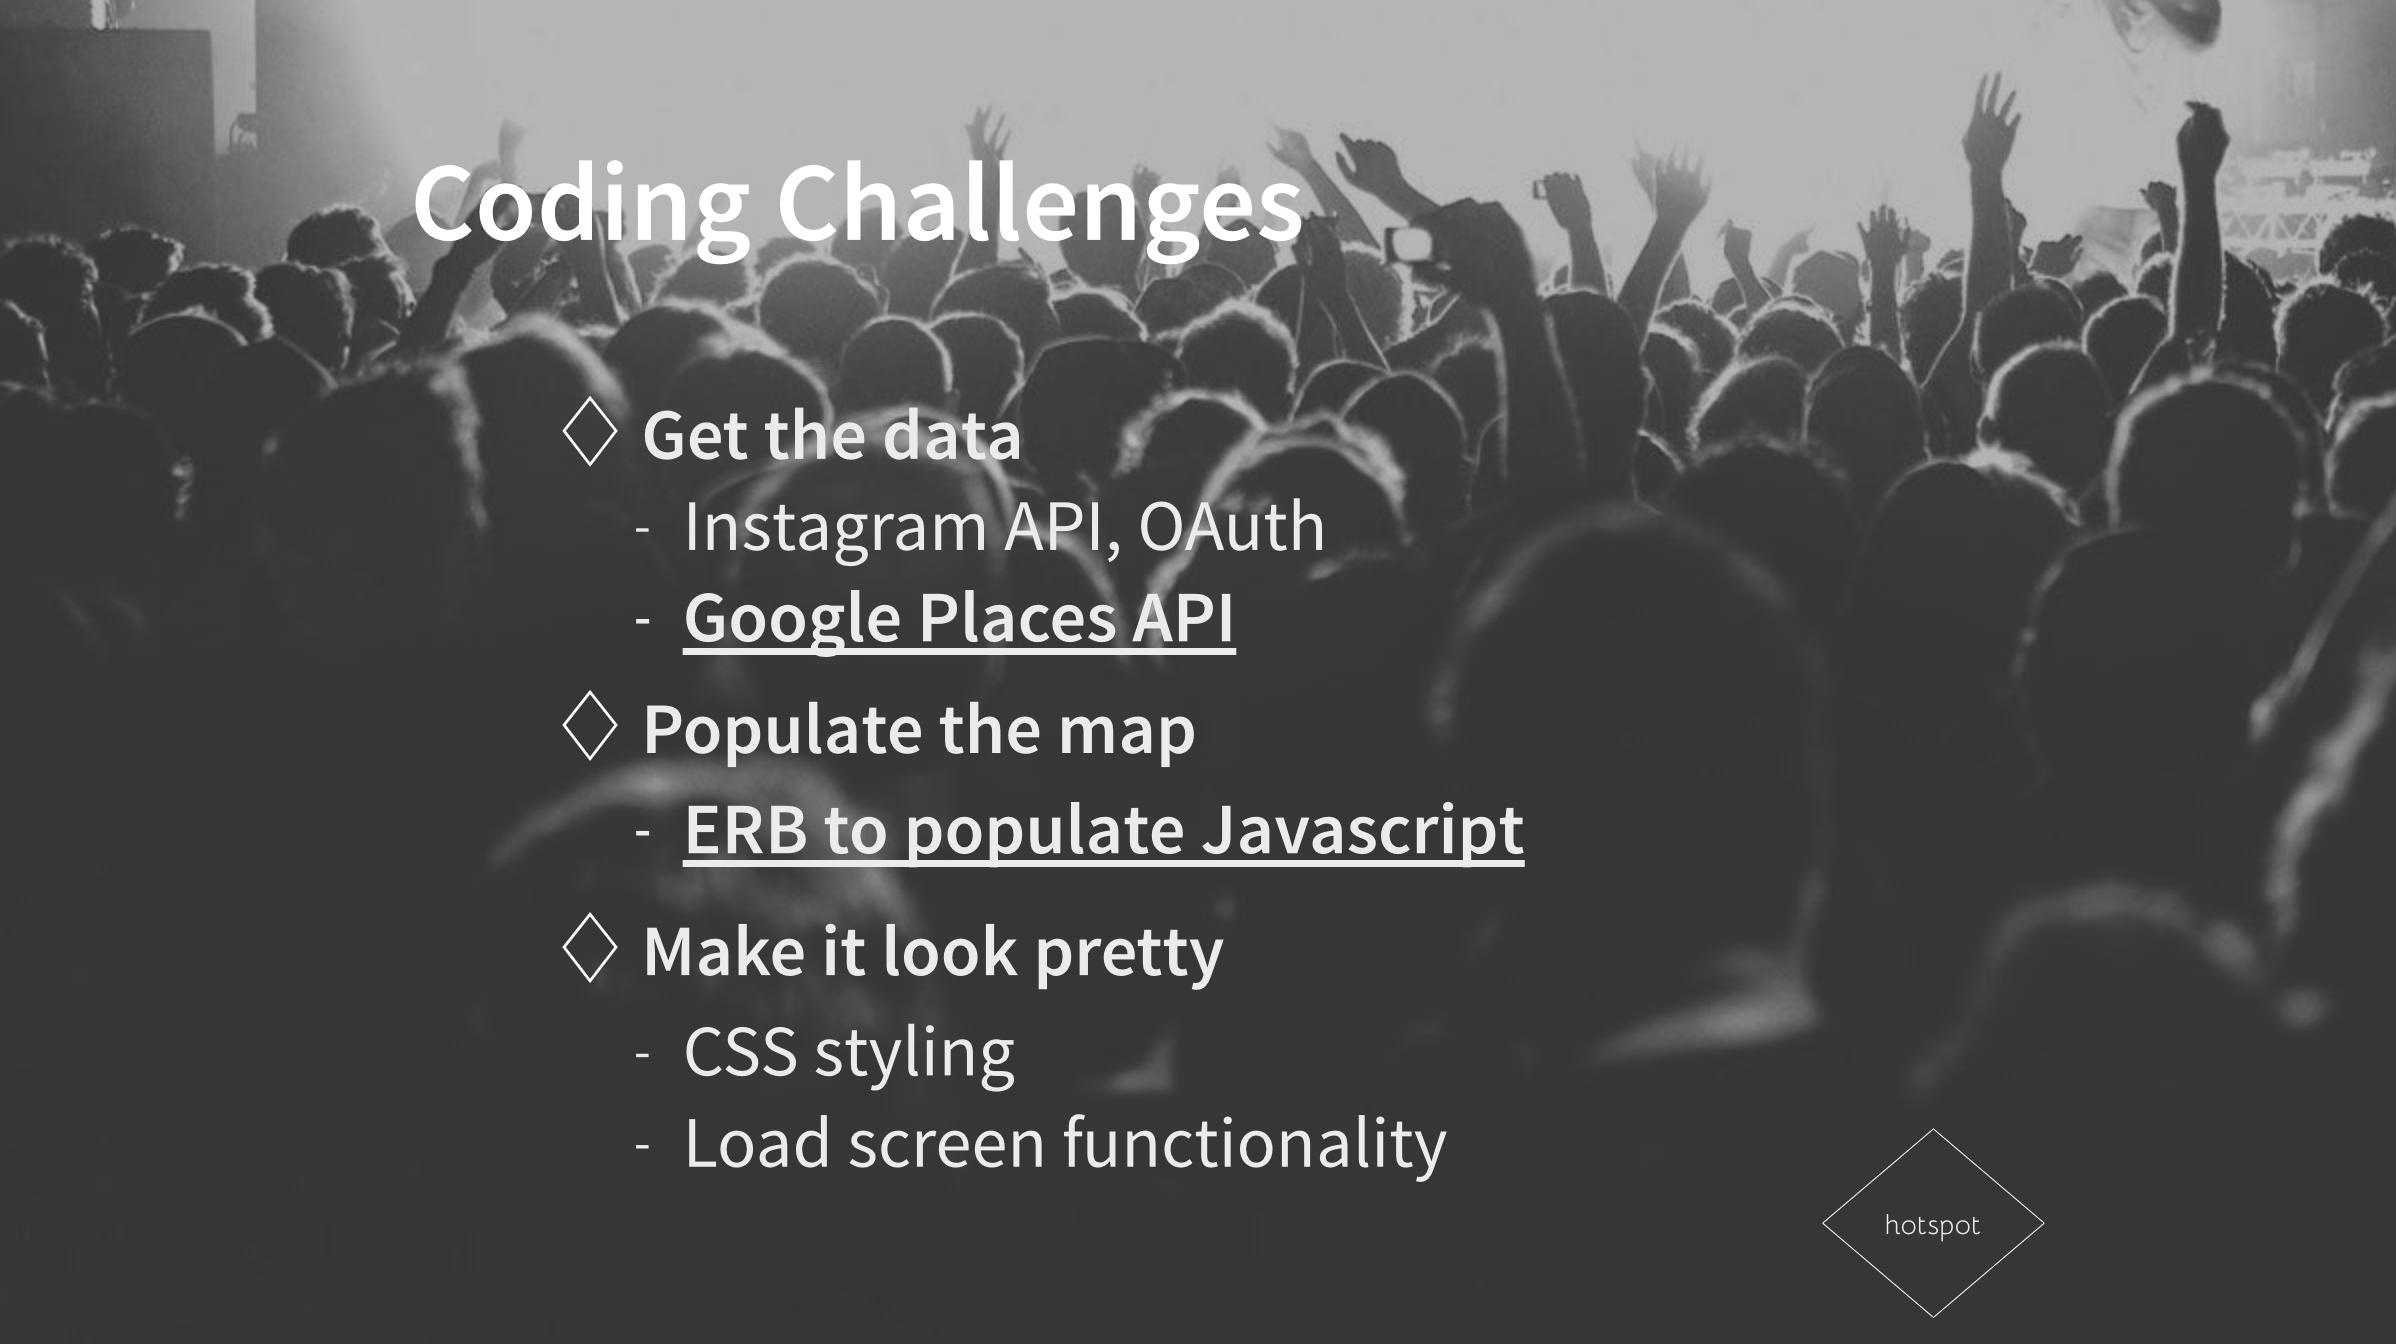 Coding Challenges
Get the data
- Instagram API, OAuth
- Google Places API
Populate the map
- ERB to populate Javascript
Make it look pretty
- CSS styling
- Load screen functionality
hotspot